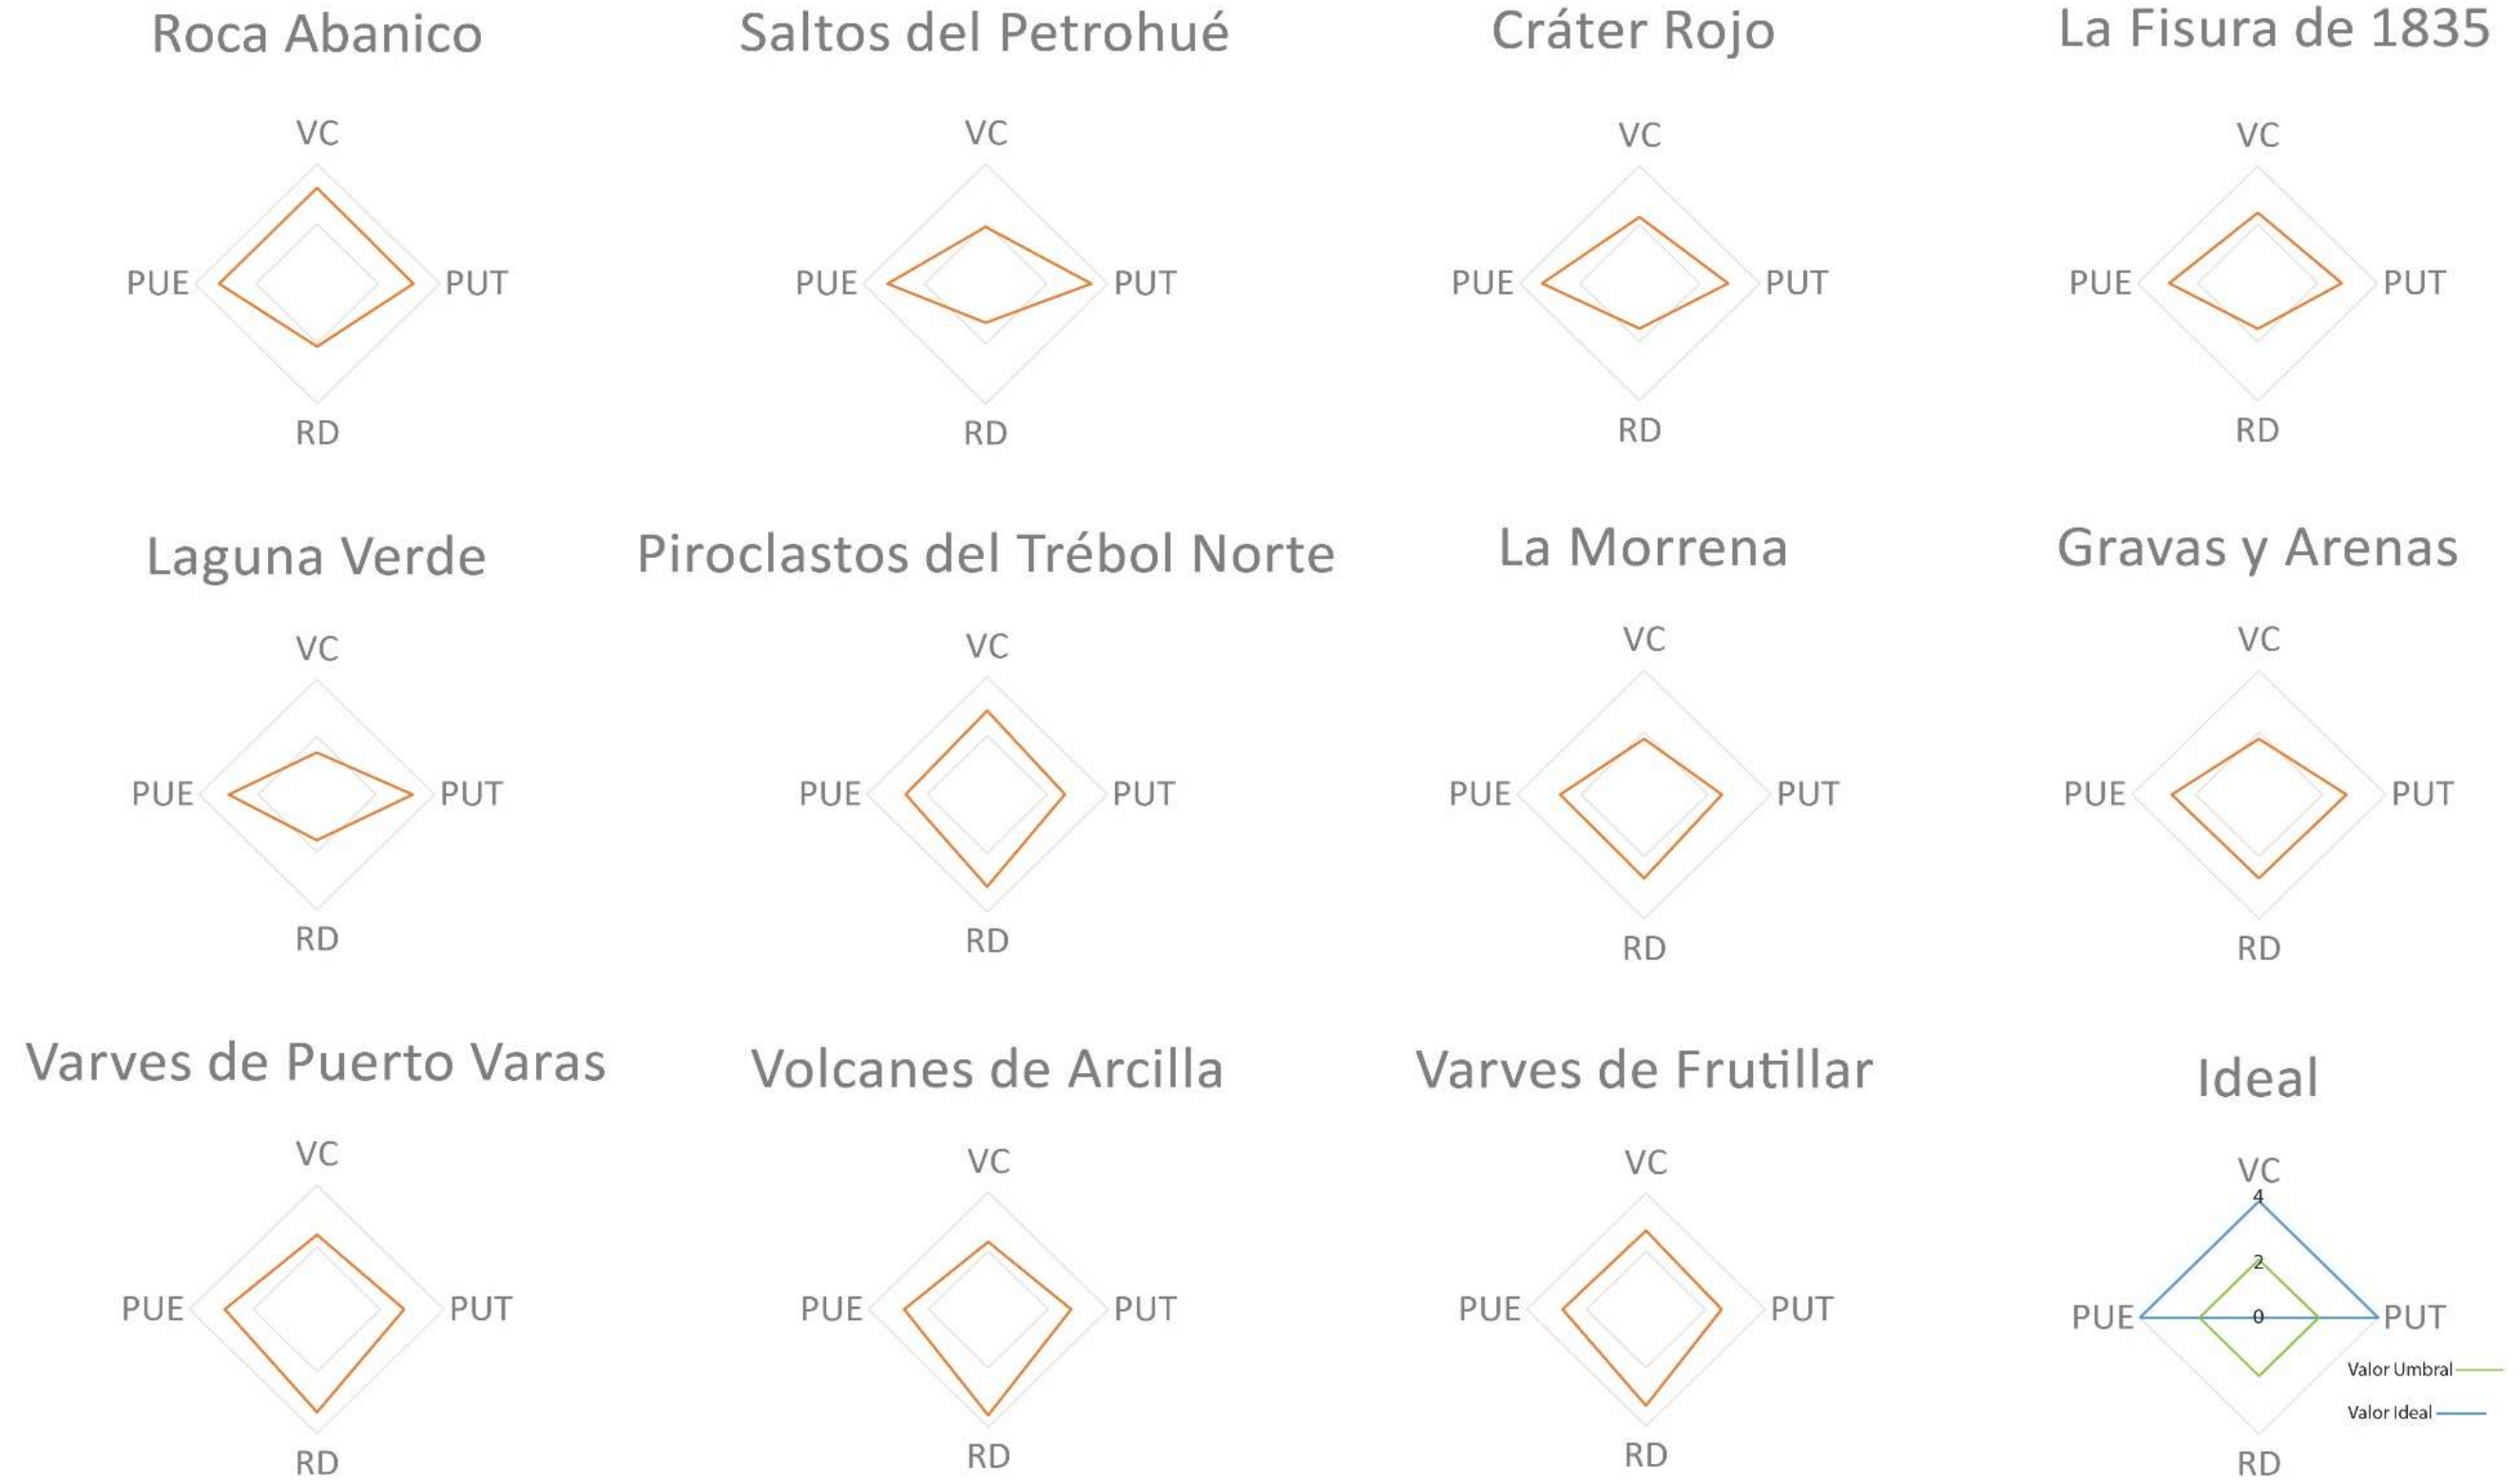 Roca Abanico
VC
PUE
PUT
RD
Saltos del Petrohué
VC
PUE
PUT
RD
Cráter Rojo
VC
PUE
PUT
RD
La Fisura de 1835
VC
PUE
PUT
RD
Laguna Verde
VC
PUE
PUT
RD
Piroclastos del Trébol Norte
VC
PUE
PUT
RD
La Morrena
VC
PUE
PUT
RD
Gravas y Arenas
VC
PUE
PUT
RD
Varves de Puerto Varas
VC
PUE
PUT
RD
Volcanes de Arcilla
VC
PUE
PUT
RD
Varves de Frutillar
VC
PUE
PUT
RD
Ideal
VC
4
2
PUE
0
PUT
Valor Umbral
Valor Ideal
RD